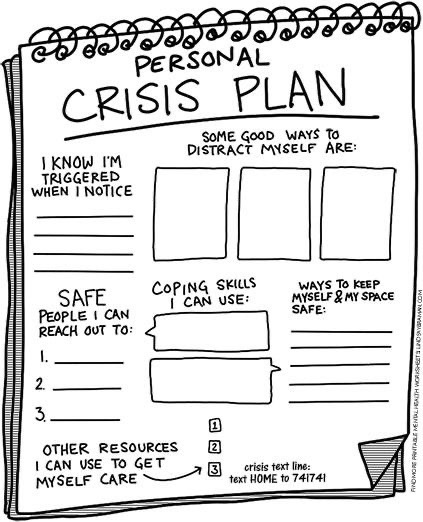 PERSONAL
CRISIS PLAN
I KNOW I'M
TRIGGERED
WHEN I NOTICE
SOME GOOD WAYS TO
DISTRACT MYSELF ARE:
SAFE
PEOPLE I CAN
REACH OUT TO:
1.
2.
3.
COPING SKILLS
I CAN USE:
WAYS TO KEEP
MYSELF & MY SPACE
SAFE:
OTHER RESOURCES
I CAN USE TO GET
MYSELF CARE
1
2
3
crisis text line:
text HOME to 741741
FIND MORE PRINTABLE MENTAL HEALTH WORKSHEETS LINDSAYBRAMAN.COM